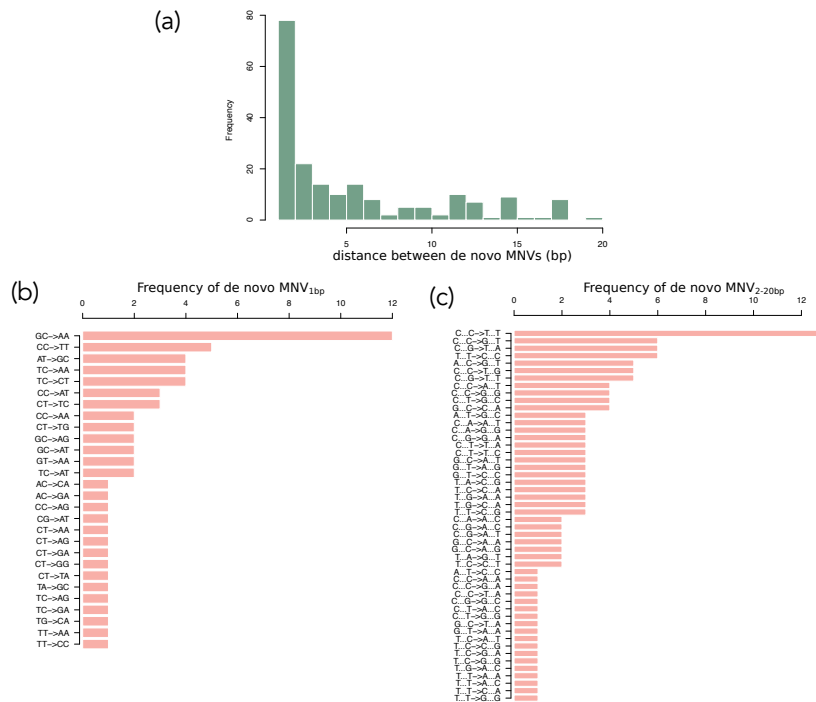 (a)
80
60
40
20
0
Frequency
5
10
15
20
distance between de novo MNVs (bp)
(b)
Frequency of de novo MNV1bp
0
2
4
6
8
10
12
GC->AA
CC->TT
AT->GC
TC->AA
TC->CT
CC->AT
CT->TC
CC->AA
CT->TG
GC->AG
GC->AT
GT->AA
TC->AT
AC->CA
AC->GA
CC->AG
CG->AT
CT->AA
CT->AG
CT->GA
CT->GG
CT->TA
TA->GC
TC->AG
TC->GA
TG->CA
TT->AA
TT->CC
(c)
Frequency of de novo MNV2-20bp
0
2
4
6
8
10
12
C...C->T...T
C...C->G...T
C...G->T...A
T...T->C...C
A...C->G...T
C...C->T...G
C...G->T...T
C...C->A...T
C...C->G...G
C...T->G...C
G...C->C...A
A...T->G...C
C...A->A...T
C...A->G...G
C...G->G...A
C...T->T...A
C...T->T...C
G...C->A...T
G...T->A...G
G...T->C...C
T...A->C...G
T...C->C...A
T...G->A...A
T...G->C...A
T...T->C...G
C...A->A...C
C...G->A...C
C...G->A...T
G...C->A...A
G...C->A...G
T...A->G...T
T...C->C...T
A...T->C...C
C...C->A...A
C...C->G...A
C...C->T...A
C...G->G...C
C...T->A...C
C...T->G...G
G...C->T...A
G...T->A...A
T...C->A...T
T...C->C...G
T...C->G...A
T...C->G...G
T...G->A...C
T...T->A...A
T...T->A...C
T...T->C...A
T...T->G...G